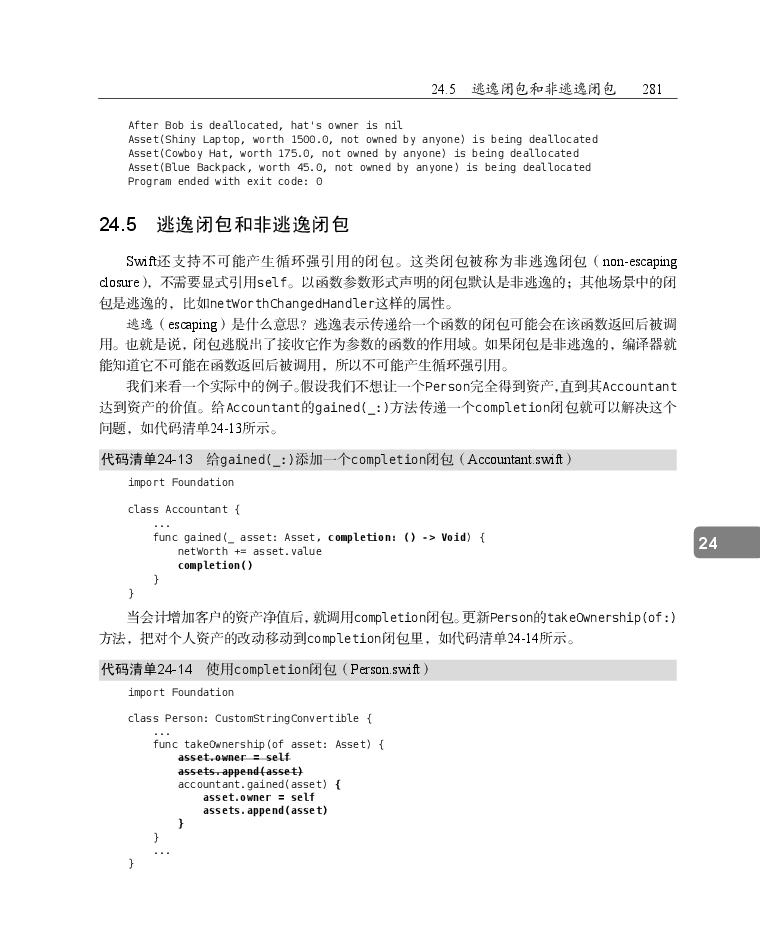 24.5 逃逸闭包和非逃逸闭包 281
After Bob is deallocated, hat's owner is nil
Asset(Shiny Laptop, worth 1500.0, not owned by anyone) is being deallocated
Asset(Cowboy Hat, worth 175.0, not owned by anyone) is being deallocated
Asset(Blue Backpack, worth 45.0, not owned by anyone) is being deallocated
Program ended with exit code: 0
24.5 逃逸闭包和非逃逸闭包
Swift还支持不可能产生循环强引用的闭包。这类闭包被称为非逃逸闭包（non-escaping
closure），不需要显式引用self。以函数参数形式声明的闭包默认是非逃逸的；其他场景中的闭
包是逃逸的，比如netWorthChangedHandler这样的属性。
逃逸（escaping）是什么意思？逃逸表示传递给一个函数的闭包可能会在该函数返回后被调
用。也就是说，闭包逃脱出了接收它作为参数的函数的作用域。如果闭包是非逃逸的，编译器就
能知道它不可能在函数返回后被调用，所以不可能产生循环强引用。
我们来看一个实际中的例子。假设我们不想让一个Person完全得到资产，直到其Accountant
达到资产的价值。给Accountant的gained(_:)方法传递一个completion闭包就可以解决这个
问题，如代码清单24-13所示。
代码清单24-13 给gained(_:)添加一个completion闭包（Accountant.swift）
import Foundation
class Accountant {
...
func gained(_ asset: Asset, completion: () -> Void) {
netWorth += asset.value
completion()
}
}
24
当会计增加客户的资产净值后，就调用completion闭包。更新Person的takeOwnership(of:)
方法，把对个人资产的改动移动到completion闭包里，如代码清单24-14所示。
代码清单24-14 使用completion闭包（Person.swift）
import Foundation
class Person: CustomStringConvertible {
...
func takeOwnership(of asset: Asset) {
asset.owner = self
assets.append(asset)
accountant.gained(asset) {
asset.owner = self
assets.append(asset)
}
}
...
}